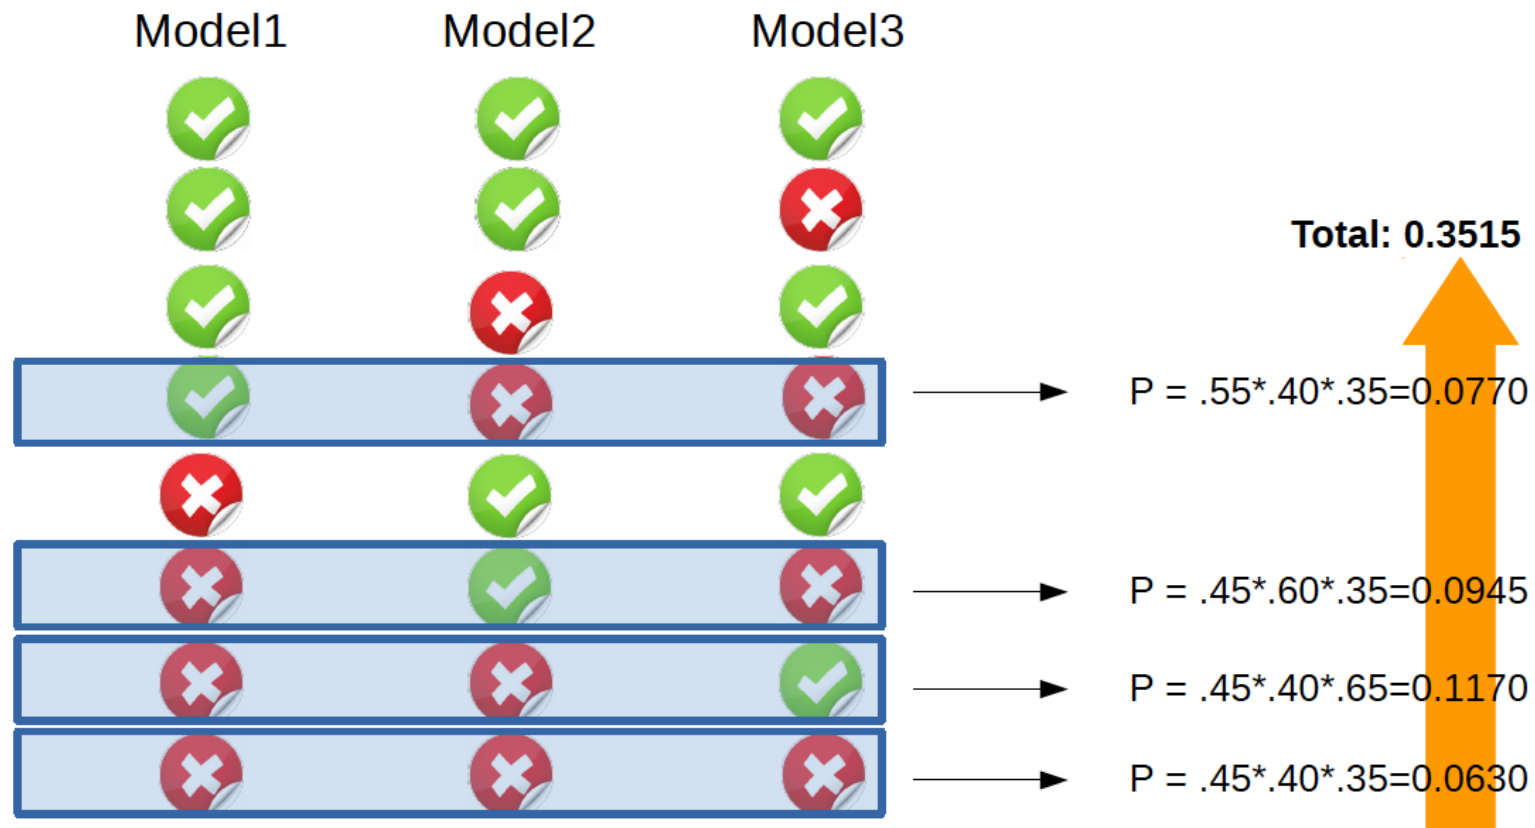 Model1 Model2 Model3
Total: 0.3515
P = .55*.40*.35=0.0770
P = .45*.60*.35=0.0945
P = .45*.40*.65=0.1170
P = .45*.40*.35=0.0630